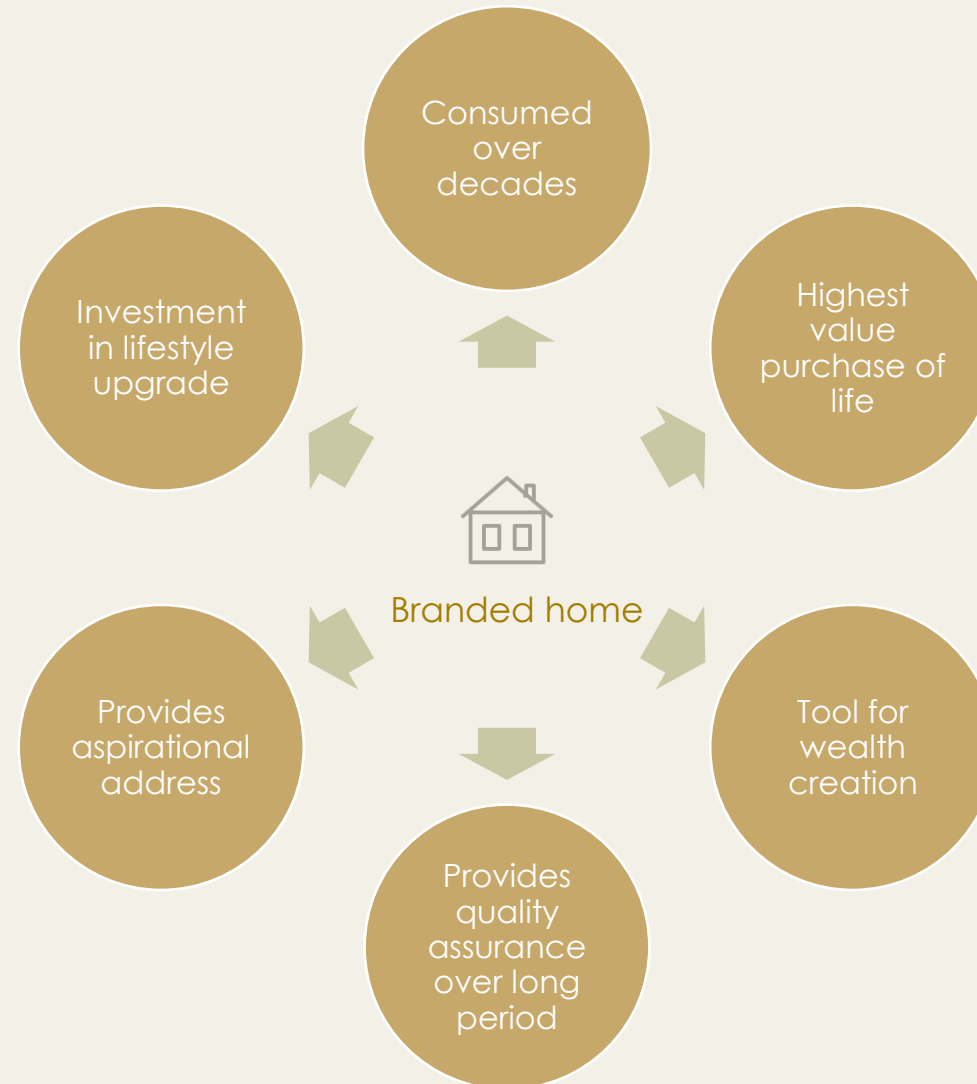 Consumed
over
decades
Investment
in lifestyle
upgrade
Highest
value
purchase of
life
Branded home
Provides
aspirational
address
Tool for
wealth
creation
Provides
quality
assurance
over long
period